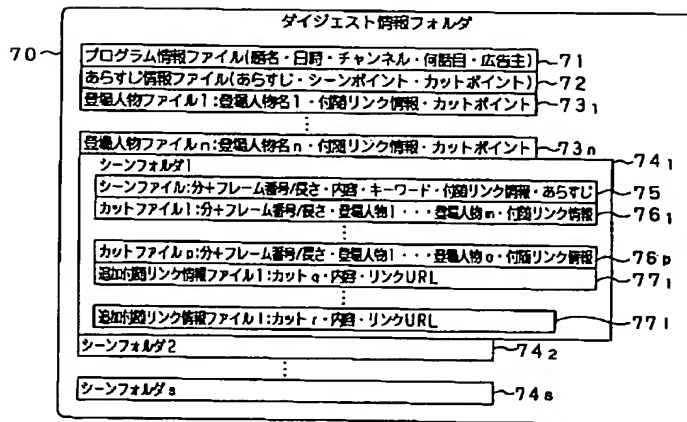 ダイジェスト情報フォルダ
70
プログラム情報ファイル(題名・日時・チャンネル・何話目・広告主) 71
あらすじ情報ファイル(あらすじ・シーンポイント・カットポイント) 72
登場人物ファイル1:登場人物名1・付随リンク情報・カットポイント 73₁
⋮
登場人物ファイルn:登場人物名n・付随リンク情報・カットポイント 73n
シーンフォルダ1 74₁
シーンファイル:分+フレーム番号/長さ・内容・キーワード・付随リンク情報・あらすじ 75
カットファイル1:分+フレーム番号/長さ・登場人物1・・・登場人物m・付随リンク情報 76₁
⋮
カットファイルp:分+フレーム番号/長さ・登場人物1・・・登場人物o・付随リンク情報 76p
追加付随リンク情報ファイル1:カットq・内容・リンクURL 77₁
⋮
追加付随リンク情報ファイルl:カットr・内容・リンクURL 77l
シーンフォルダ2 74₂
⋮
シーンフォルダs 74s